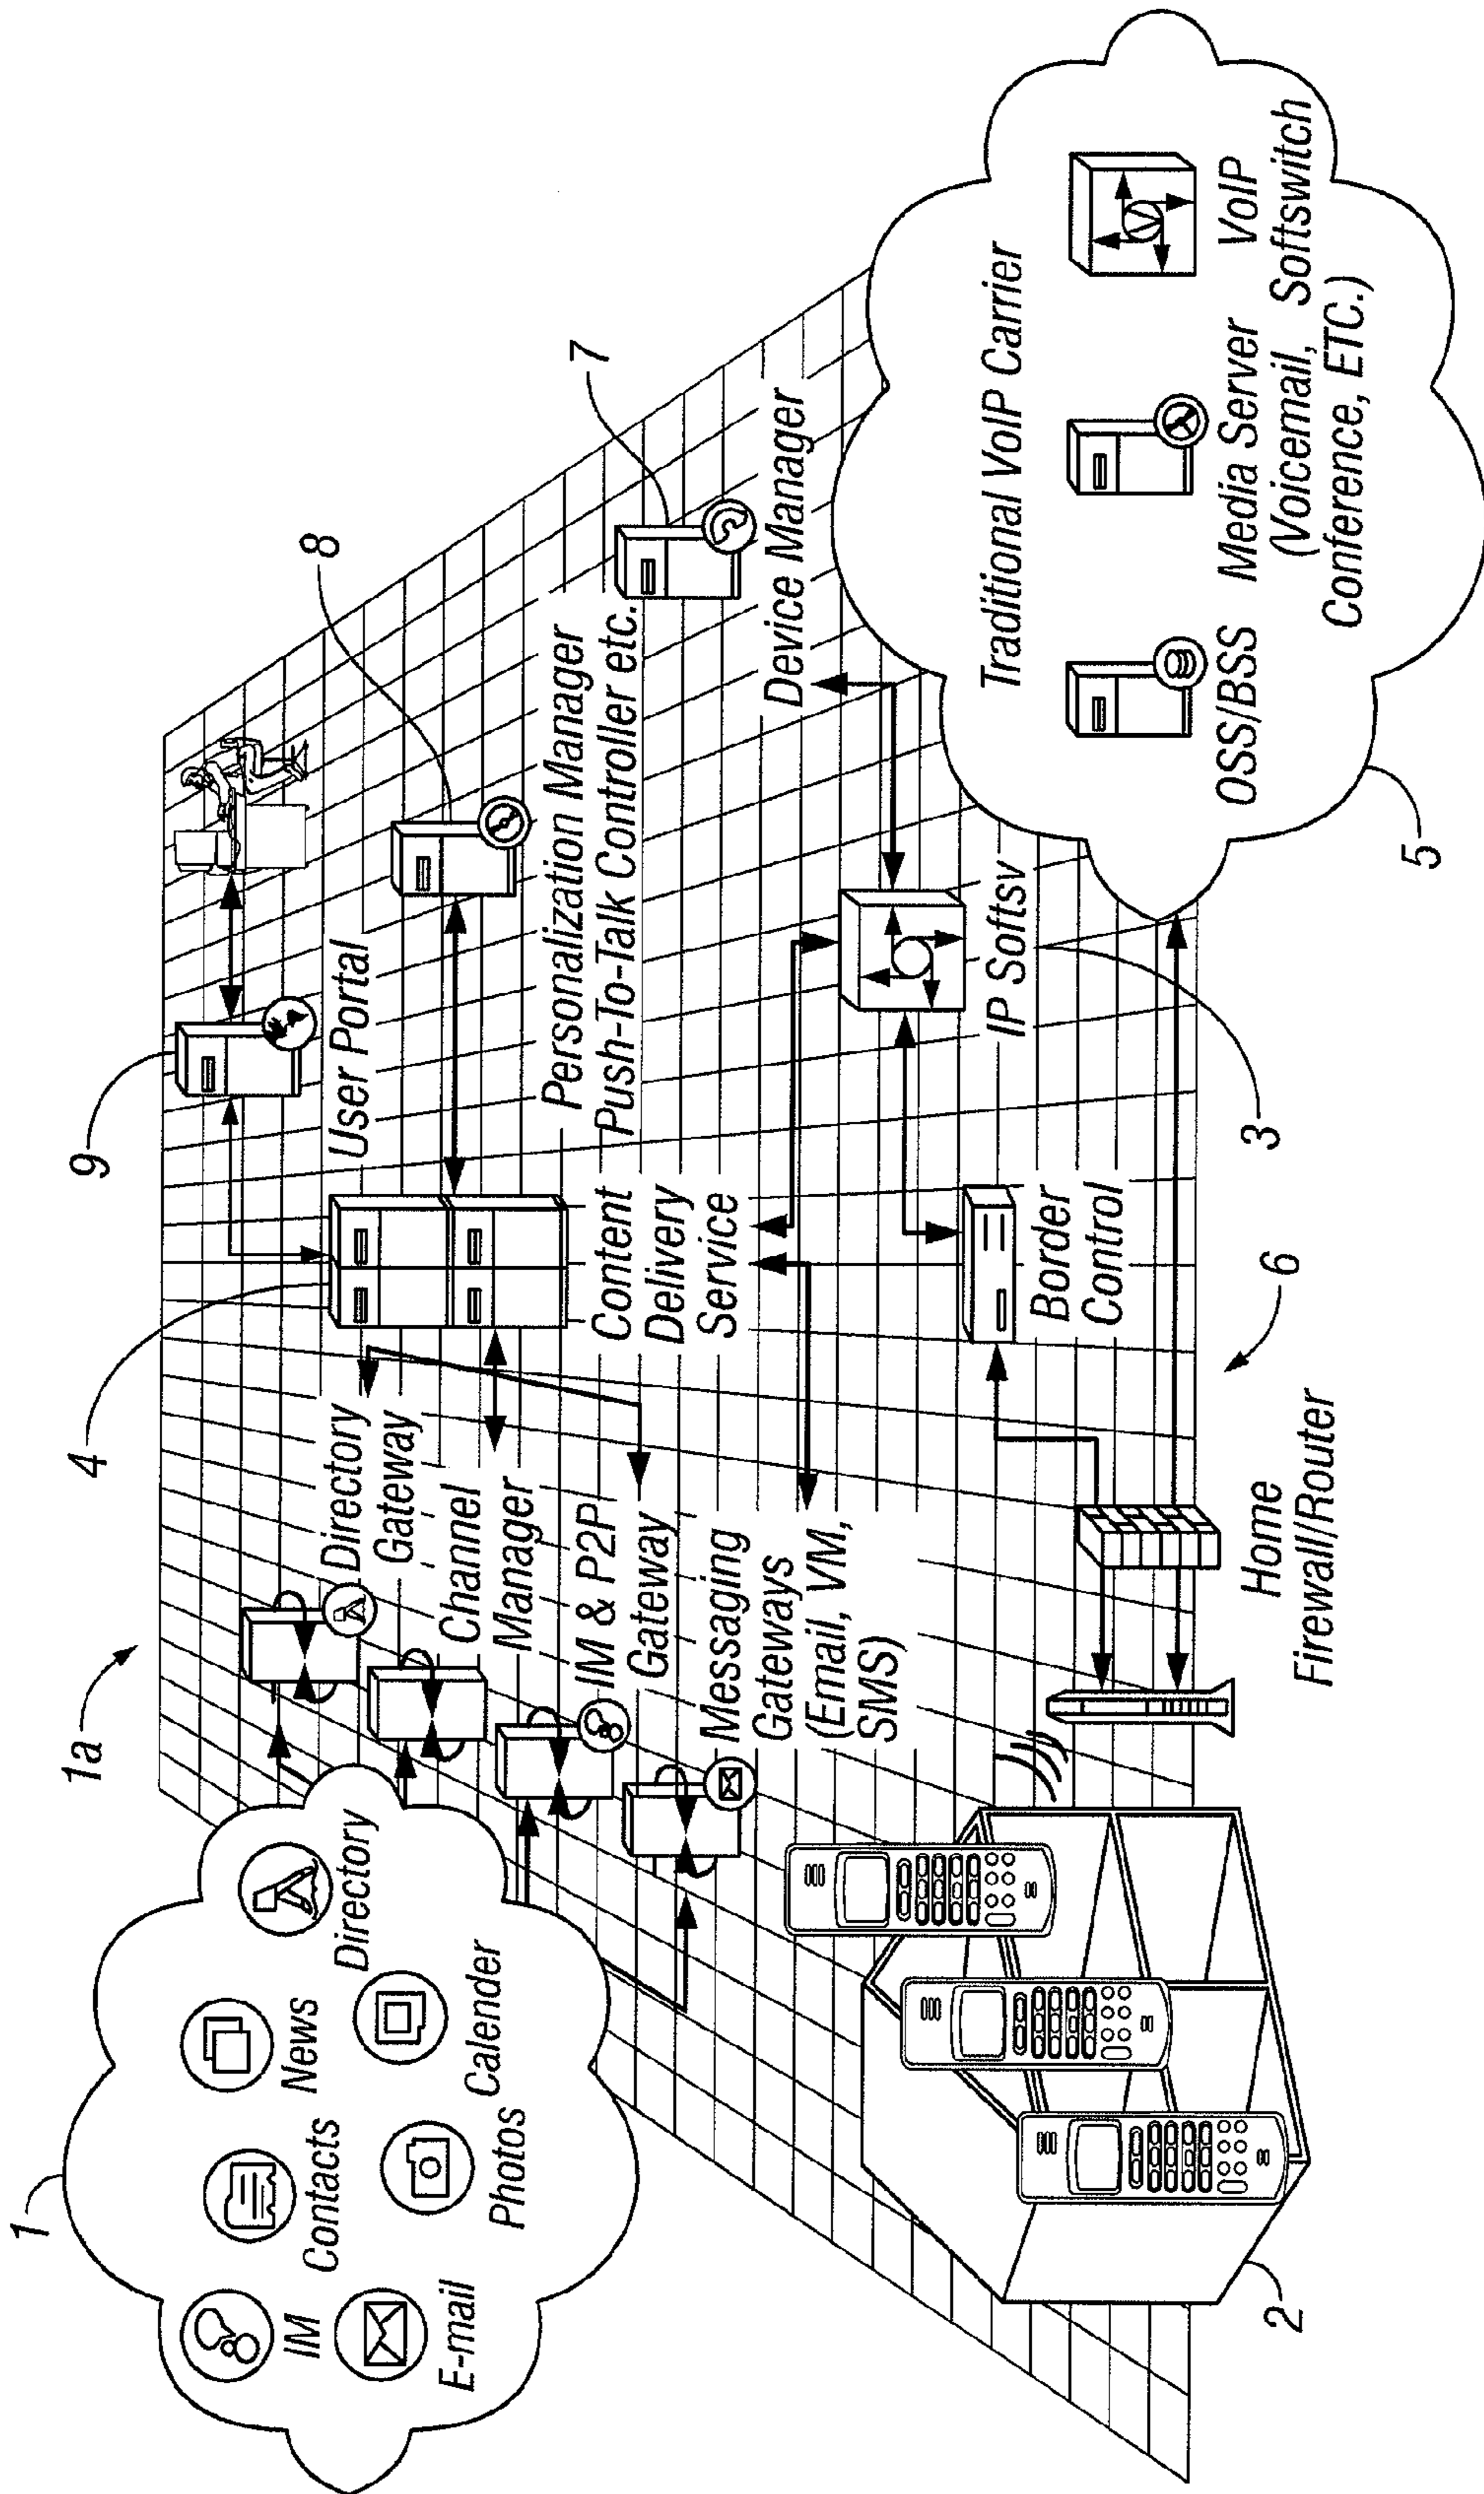 1
IM
Contacts
News
Directory
E-mail
Photos
Calender
1a
Directory
Gateway
Channel
Manager
IM & P2P
Gateway
Messaging
Gateways
(Email, VM,
SMS)
4
Content
Delivery
Service
9
User Portal
8
Personalization Manager
Push-To-Talk Controller etc.
7
Device Manager
IP Softsv
3
Border
Control
6
Home
Firewall/Router
2
Traditional VoIP Carrier
OSS/BSS
Media Server
(Voicemail,
Conference, ETC.)
VoIP
Softswitch
5